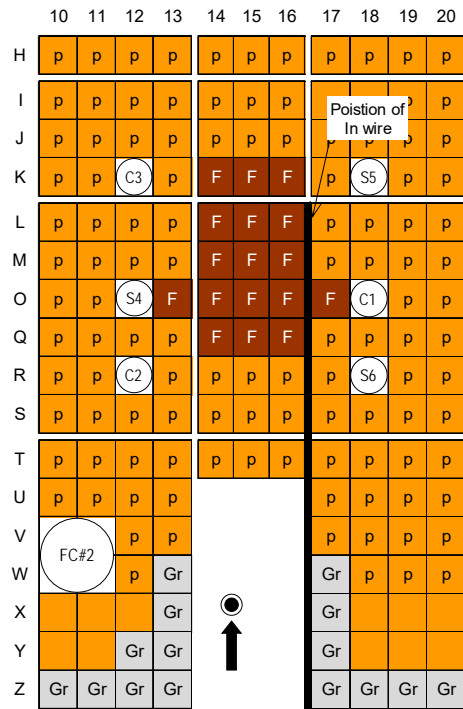 10 11 12 13 14 15 16 17 18 19 20
H p p p p p p p p p p p
I p p p p p p p p p
Poistion of
In wire
J p p p p p p p p p p
K p p C3 p F F F p S5 p p
L p p p p F F F p p p p
M p p p p F F F p p p p
O p p S4 F F F F F C1 p p
Q p p p p F F F p p p p
R p p C2 p p p p p S6 p p
S p p p p p p p p p p p
T p p p p p p p p p p p
U p p p p p p p p
V FC#2 p p p p p p
W p Gr Gr p p p
X Gr Gr
Y Gr Gr Gr
Z Gr Gr Gr Gr Gr Gr Gr Gr